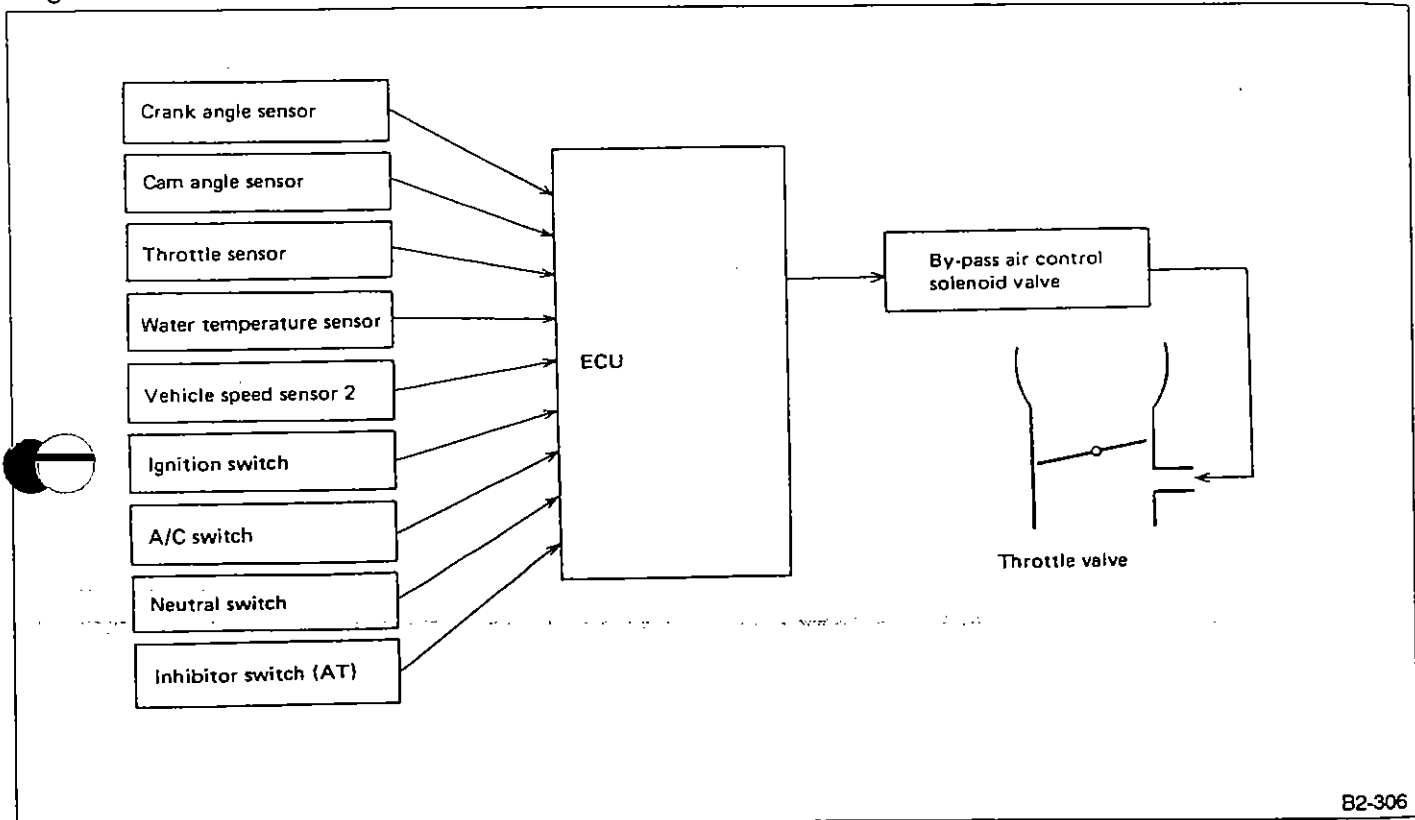 Crank angle sensor
Cam angle sensor
Throttle sensor
Water temperature sensor
Vehicle speed sensor 2
Ignition switch
A/C switch
Neutral switch
Inhibitor switch (AT)
ECU
By-pass air control
solenoid valve
Throttle valve
B2-306